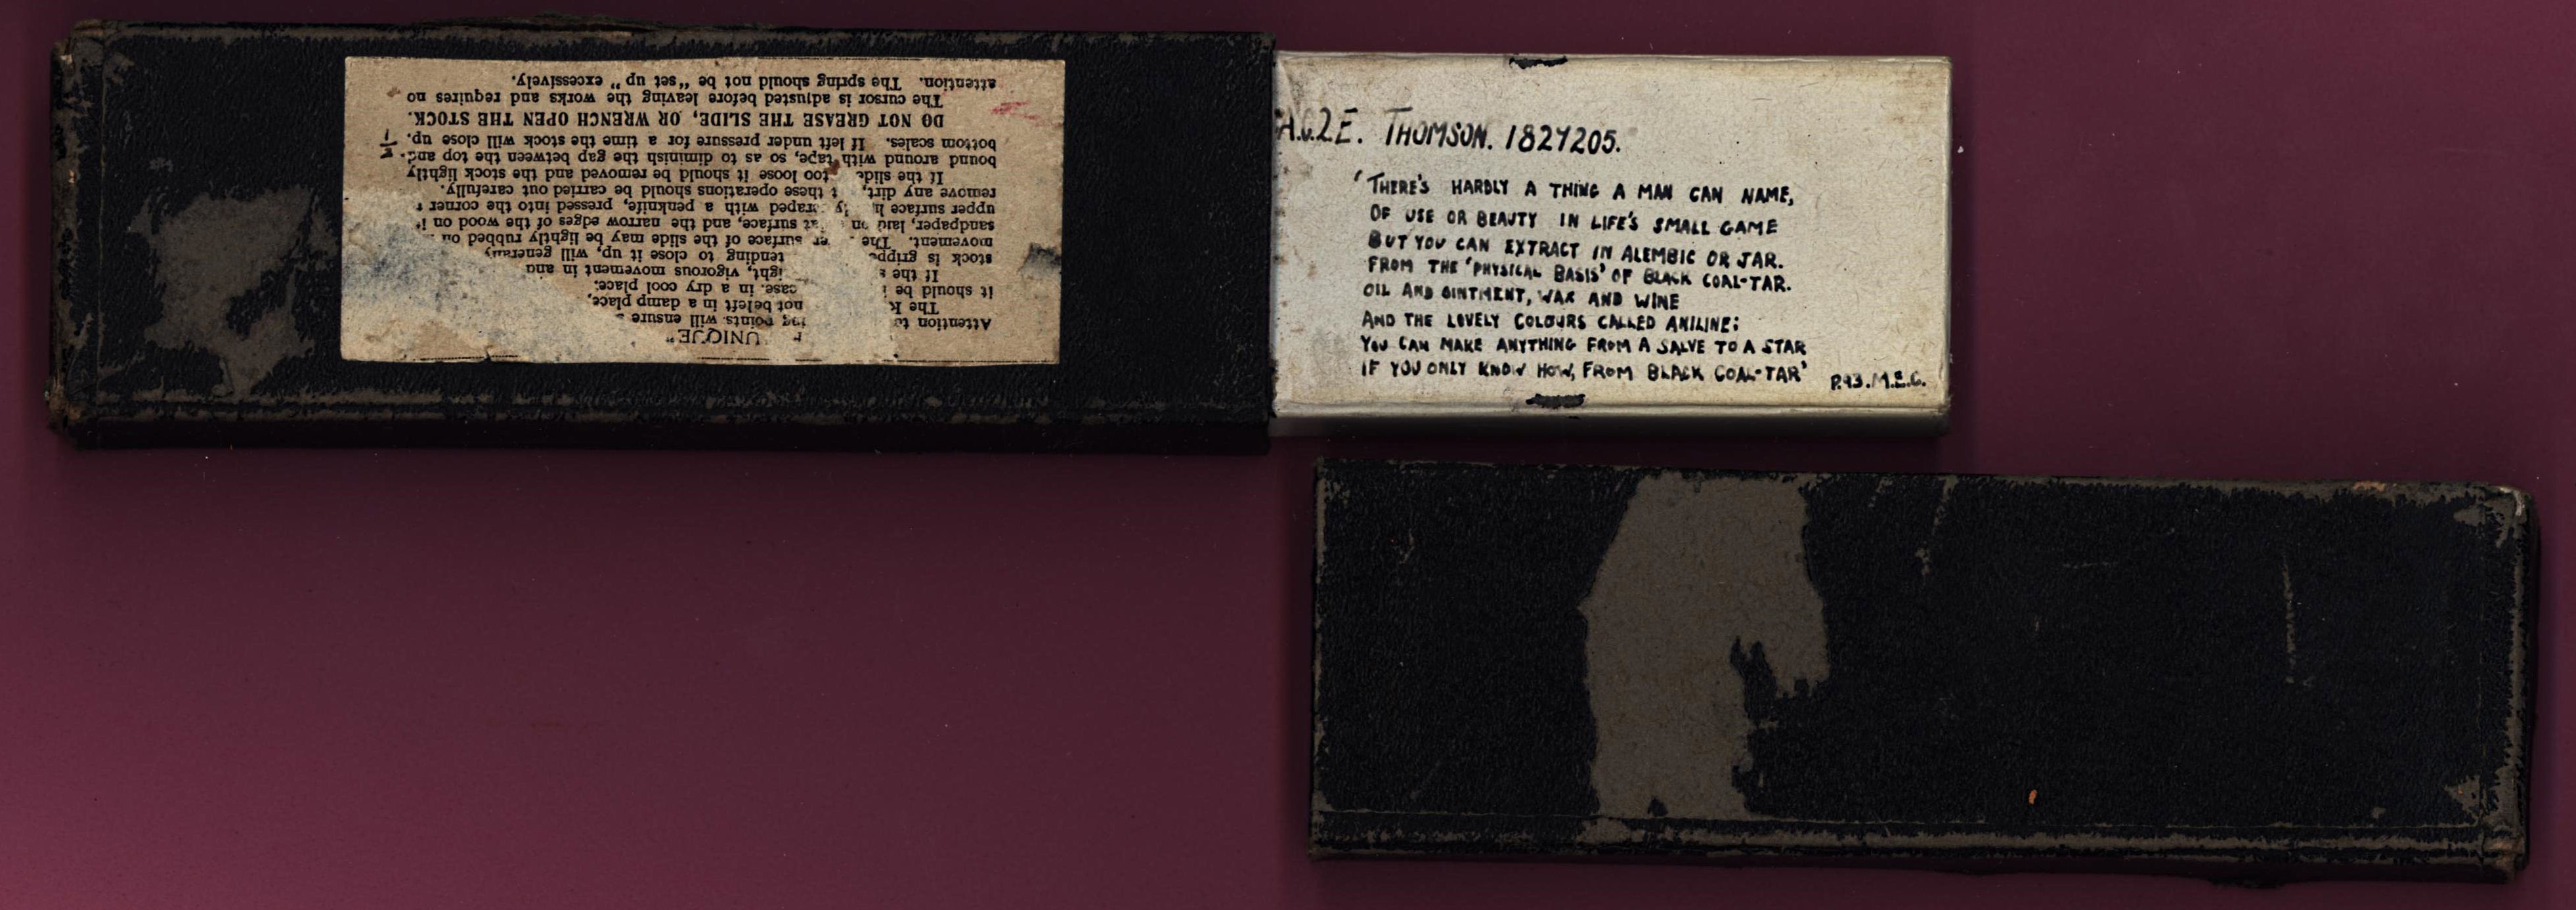 "UNIQUE"
Attention to points will ensure
The not be left in a damp place,
it should be case. in a dry cool place;
If the vigorous movement in and
stock is tending to close it up, will generally
movement. The surface of the slide may be lightly rubbed on
sandpaper, laid on surface, and the narrow edges of the wood on
upper surface with a penknife, pressed into the corner
remove any dirt, these operations should be carried out carefully.
If the slide too loose it should be removed and the stock lightly
bound around with tape, so as to diminish the gap between the top and
bottom scales. If left under pressure for a time the stock will close up.
DO NOT GREASE THE SLIDE, OR WRENCH OPEN THE STOCK.
The cursor is adjusted before leaving the works and requires no
attention. The spring should not be "set up" excessively.
THOMSON. 1827205.
'THERE'S HARDLY A THING A MAN CAN NAME,
OF USE OR BEAUTY IN LIFE'S SMALL GAME
BUT YOU CAN EXTRACT IN ALEMBIC OR JAR.
FROM THE 'PHYSICAL BASIS' OF BLACK COAL-TAR.
OIL AND OINTMENT, WAX AND WINE
AND THE LOVELY COLOURS CALLED ANILINE:
YOU CAN MAKE ANYTHING FROM A SALVE TO A STAR
IF YOU ONLY KNOW HOW, FROM BLACK COAL-TAR'
P.93.M.E.C.